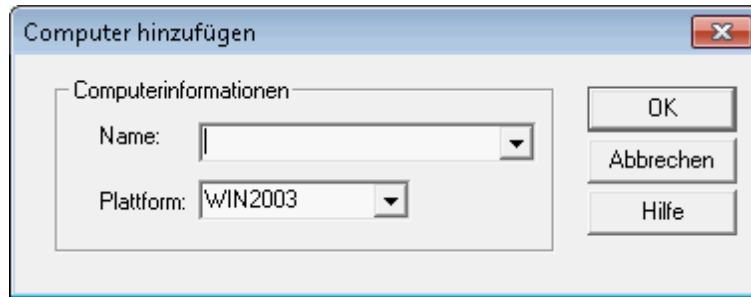 Computer hinzufügen
Computerinformationen
Name:
Plattform: WIN2003
OK
Abbrechen
Hilfe